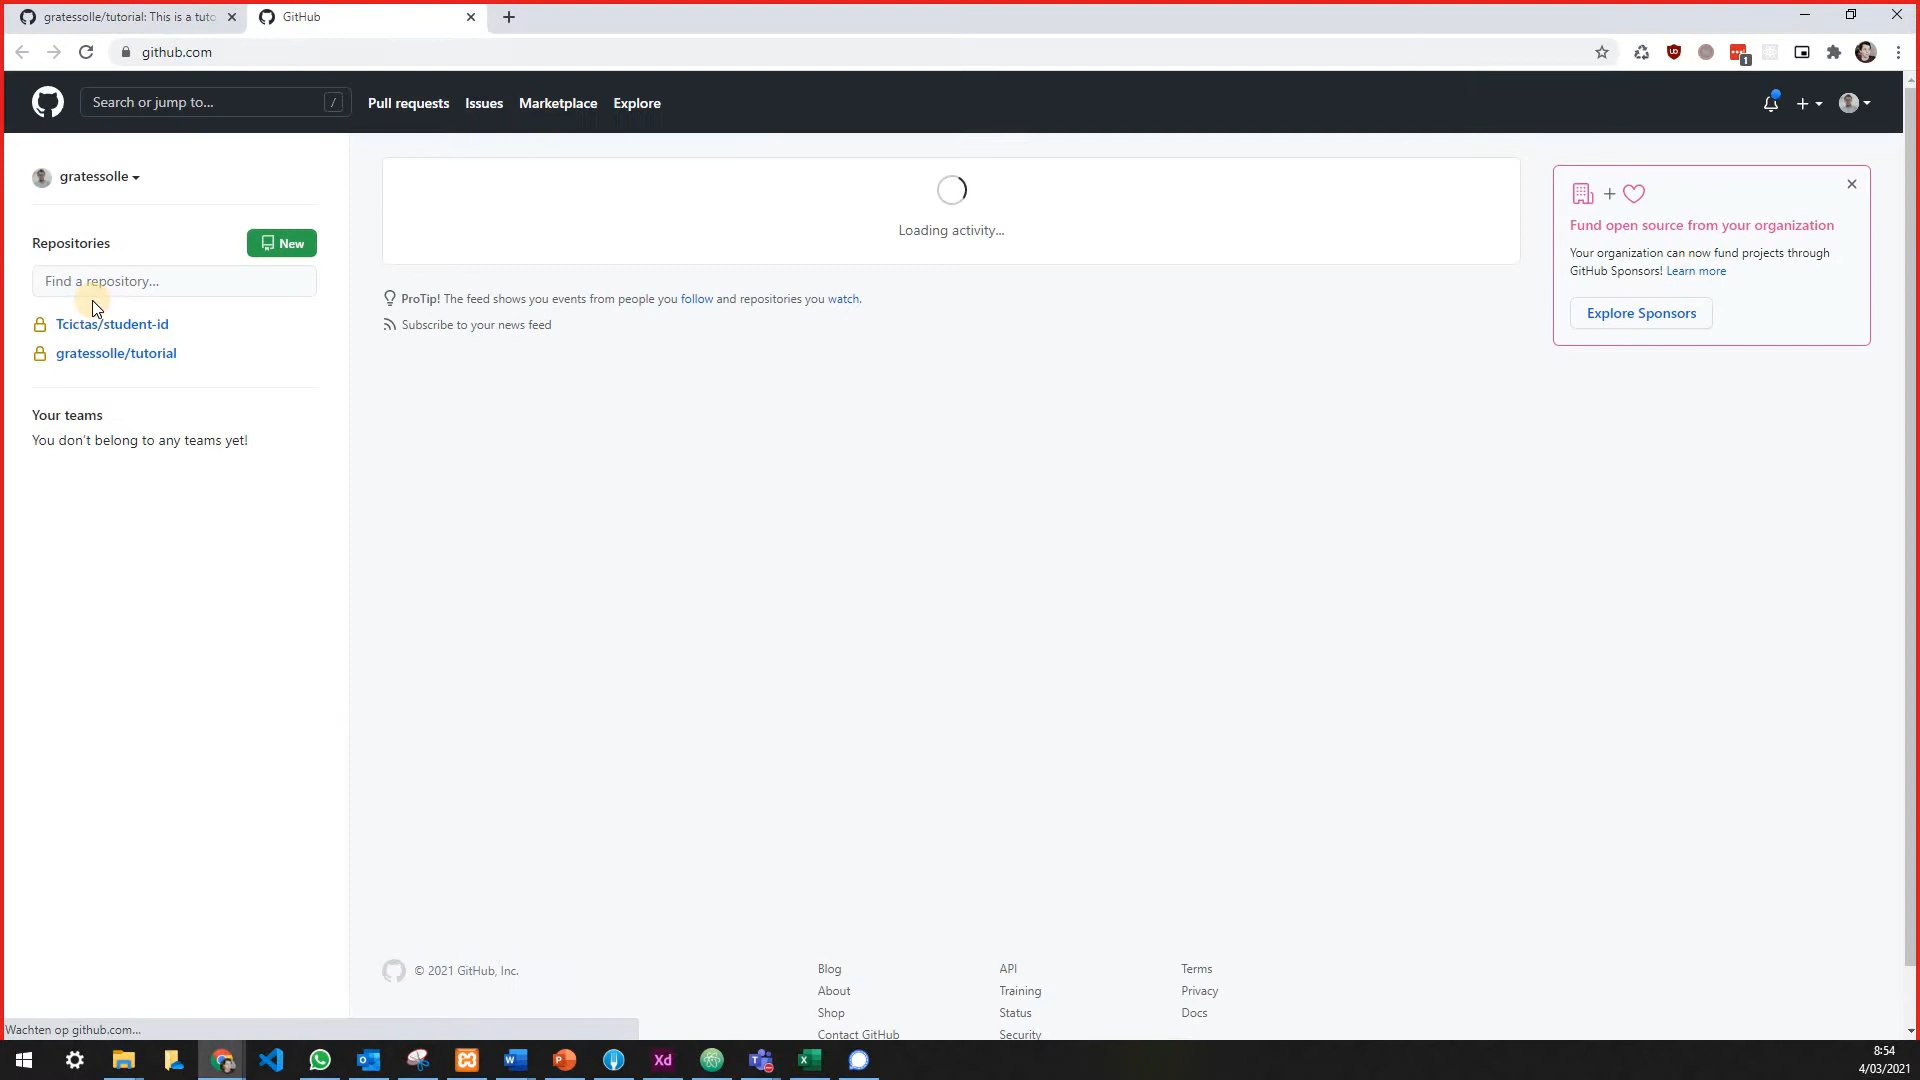 gratessolle/tutorial: This is a tuto
GitHub
github.com
1
Search or jump to...
/
Pull requests
Issues
Marketplace
Explore
gratessolle
Repositories
New
Find a repository...
Tcictas/student-id
gratessolle/tutorial
Your teams
You don't belong to any teams yet!
Loading activity...
ProTip! The feed shows you events from people you follow and repositories you watch.
Subscribe to your news feed
Fund open source from your organization
Your organization can now fund projects through
GitHub Sponsors! Learn more
Explore Sponsors
© 2021 GitHub, Inc.
Blog
About
Shop
Contact GitHub
API
Training
Status
Security
Terms
Privacy
Docs
Wachten op github.com...
Xd
8:54
4/03/2021